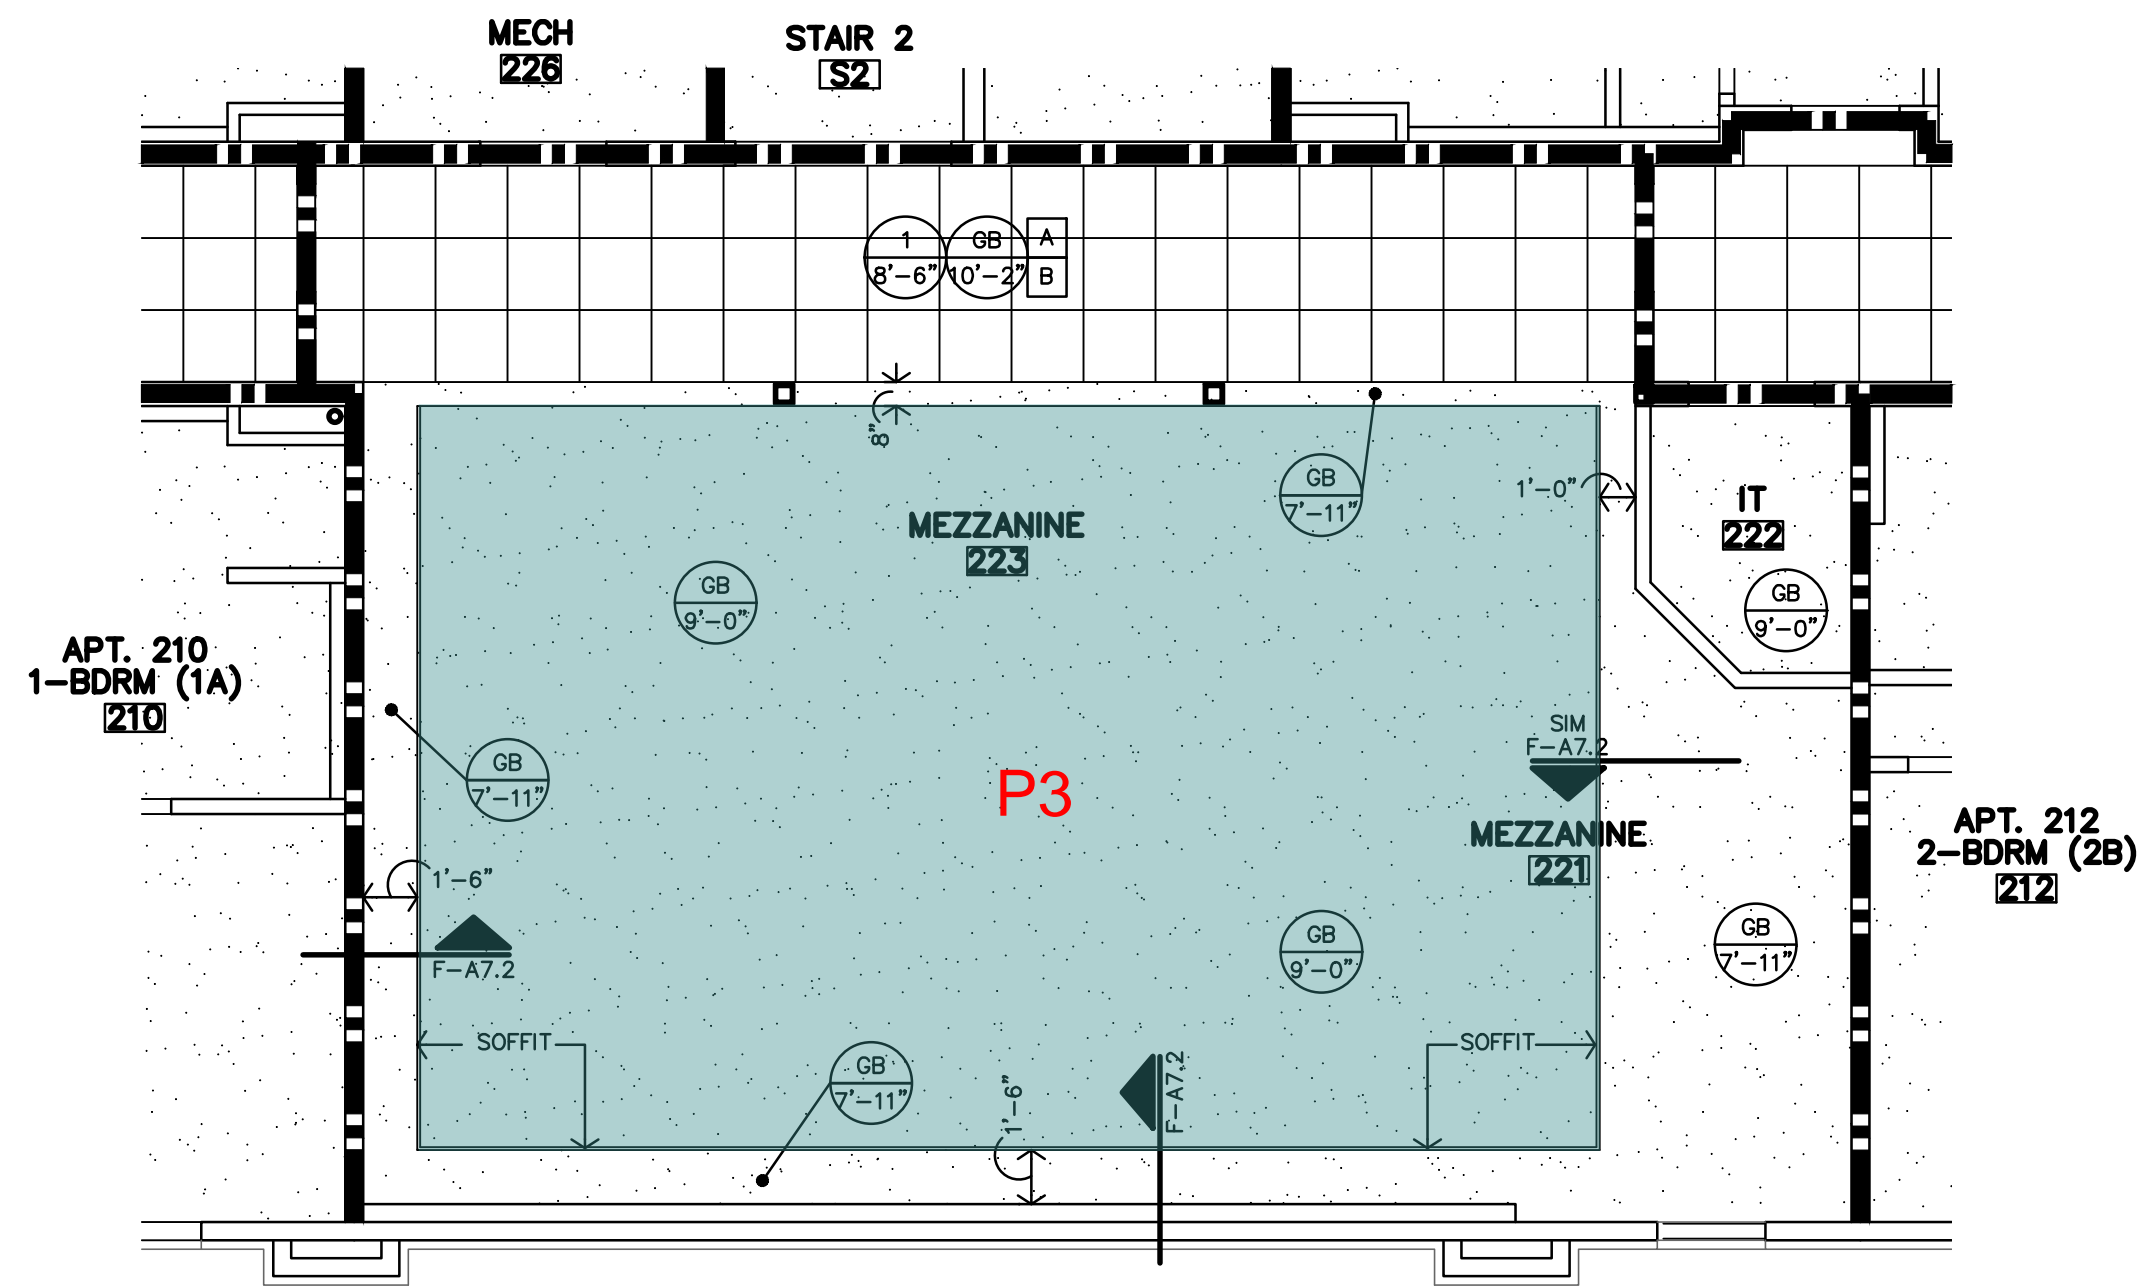 MECH
226
STAIR 2
S2
1
8'-6"
GB
10'-2"
A
B
8"
GB
7'-11"
1'-0"
MEZZANINE
223
IT
222
GB
9'-0"
GB
9'-0"
APT. 210
1-BDRM (1A)
210
SIM
F-A7.2
GB
7'-11"
P3
MEZZANINE
221
APT. 212
2-BDRM (2B)
212
1'-6"
F-A7.2
GB
9'-0"
GB
7'-11"
SOFFIT
SOFFIT
GB
7'-11"
1'-6"
F-A7.2